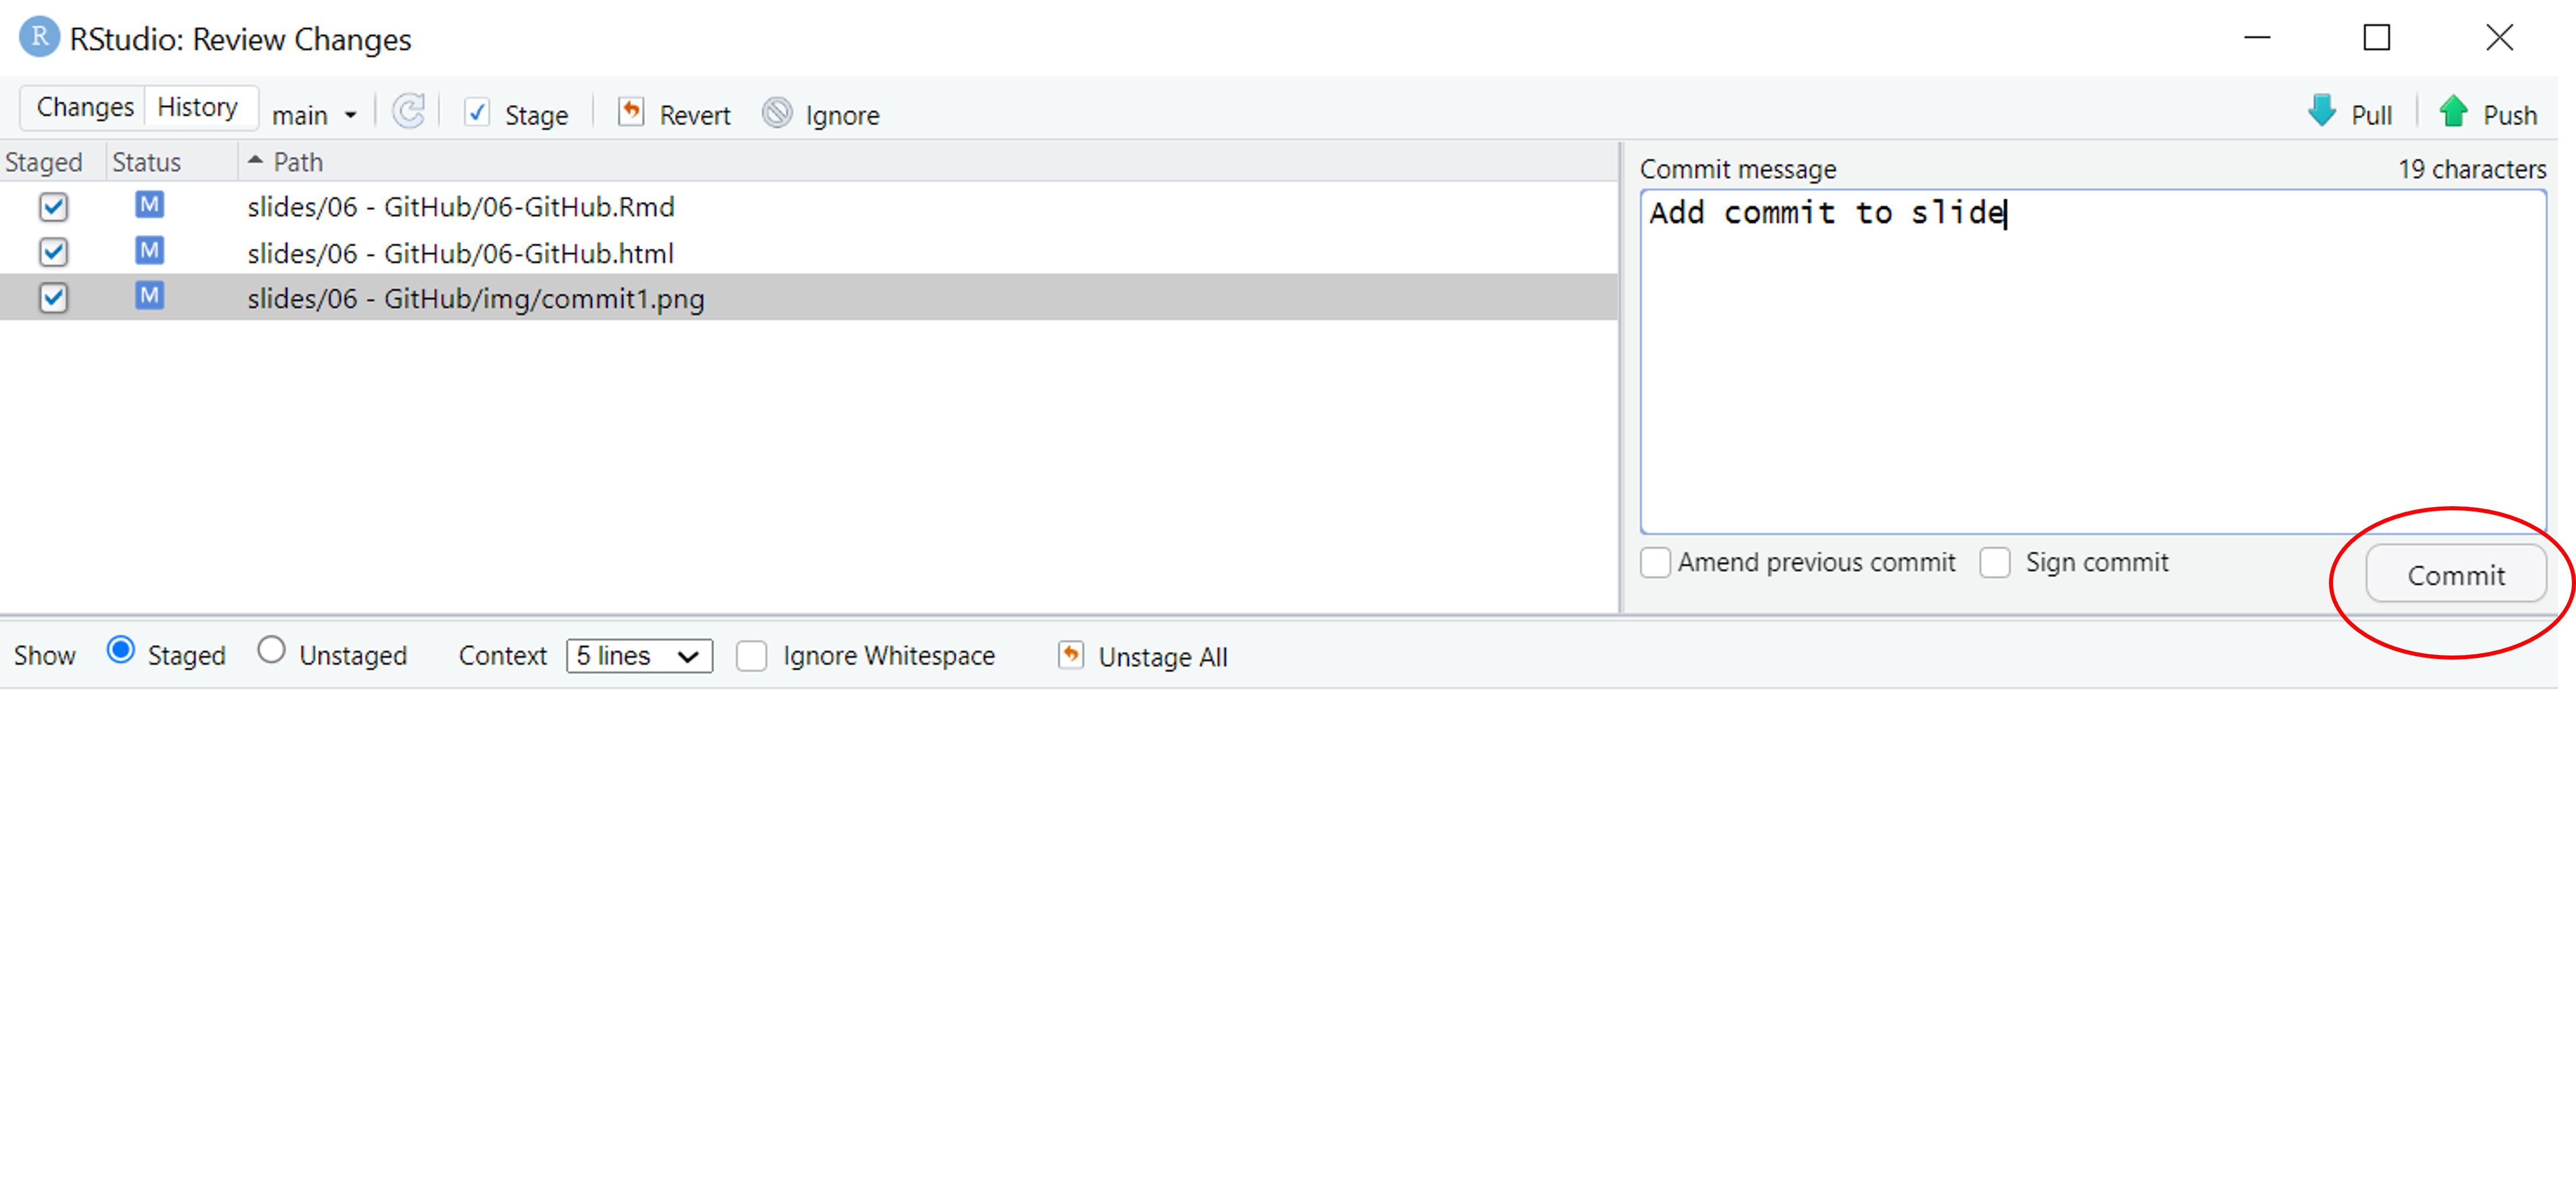 R RStudio: Review Changes
Changes History main Stage Revert Ignore Pull Push
Staged Status Path
M slides/06 - GitHub/06-GitHub.Rmd
M slides/06 - GitHub/06-GitHub.html
M slides/06 - GitHub/img/commit1.png
Commit message 19 characters
Add commit to slide
Amend previous commit Sign commit Commit
Show Staged Unstaged Context 5 lines Ignore Whitespace Unstage All